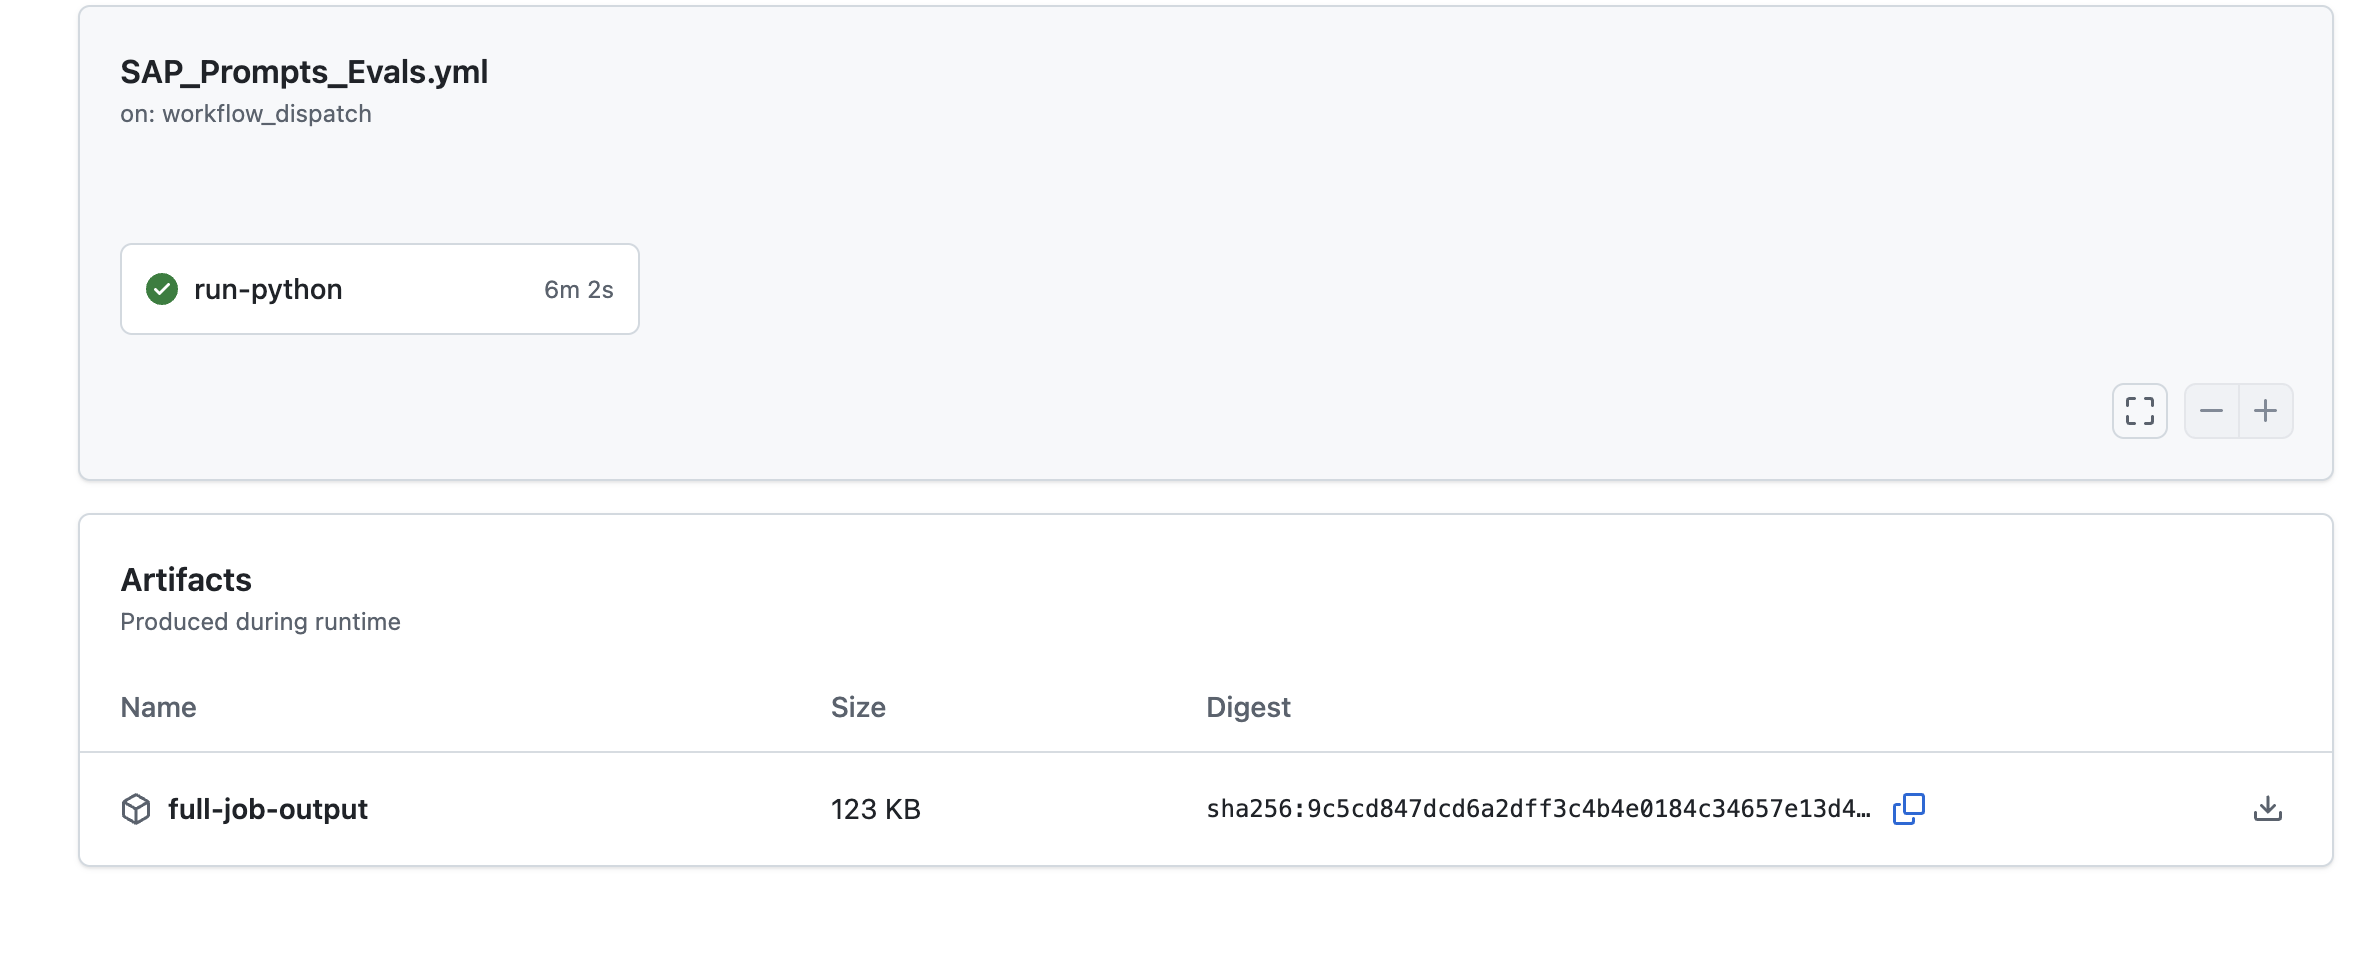 SAP_Prompts_Evals.yml
on: workflow_dispatch
run-python 6m 2s
Artifacts
Produced during runtime
Name Size Digest
full-job-output 123 KB sha256:9c5cd847dcd6a2dff3c4b4e0184c34657e13d4…